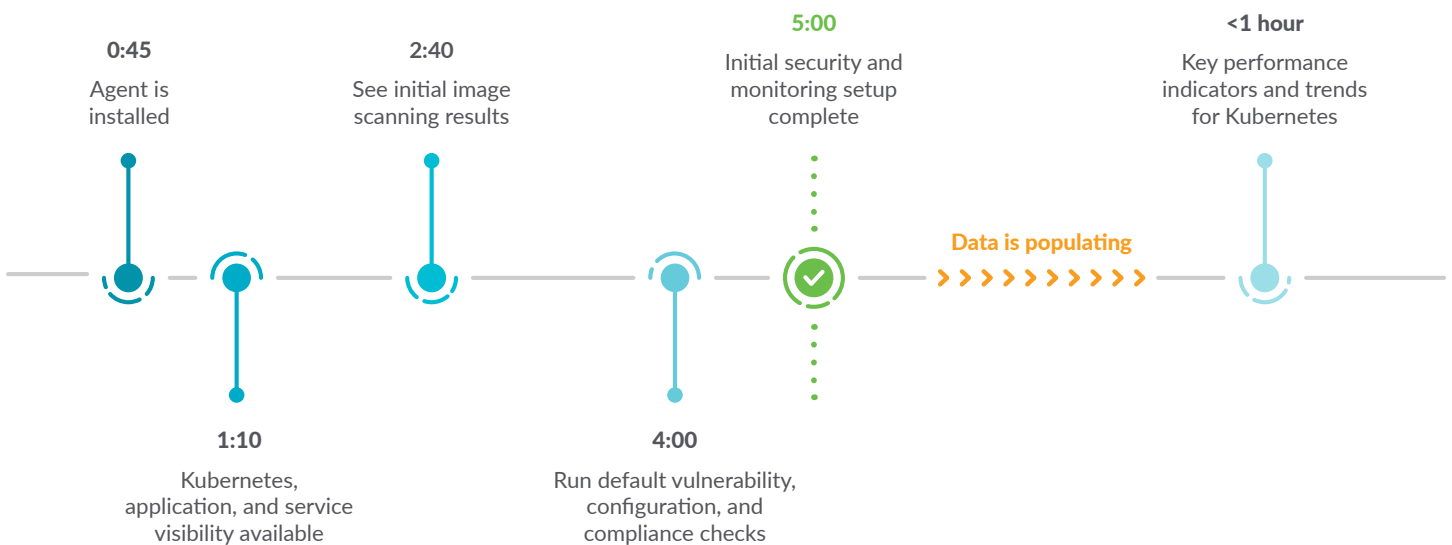 0:45
Agent is
installed
1:10
Kubernetes,
application, and service
visibility available
2:40
See initial image
scanning results
4:00
Run default vulnerability,
configuration, and
compliance checks
5:00
Initial security and
monitoring setup
complete
Data is populating
<1 hour
Key performance
indicators and trends
for Kubernetes